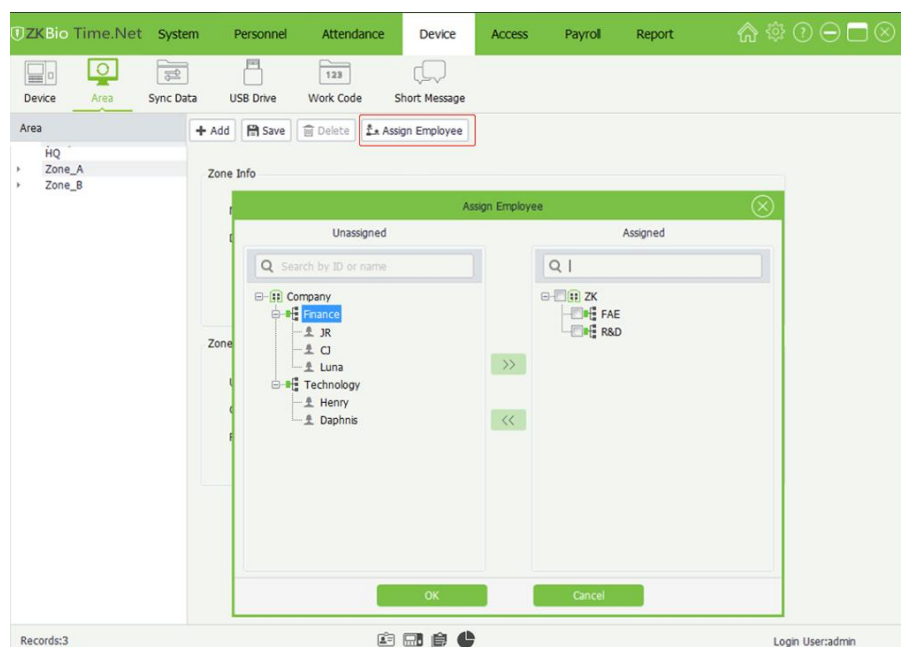 ZKBio Time.Net System Personnel Attendance Device Access Payroll Report
Device Area Sync Data USB Drive Work Code Short Message
123
Area
Add Save Delete Assign Employee
HQ
Zone_A
Zone_B
Zone Info
Assign Employee
Unassigned Assigned
Search by ID or name
Company
Finance
JR
CJ
Luna
Technology
Henry
Daphnis
ZK
FAE
R&D
>>
<<
Zone
OK Cancel
Records:3 Login User:admin